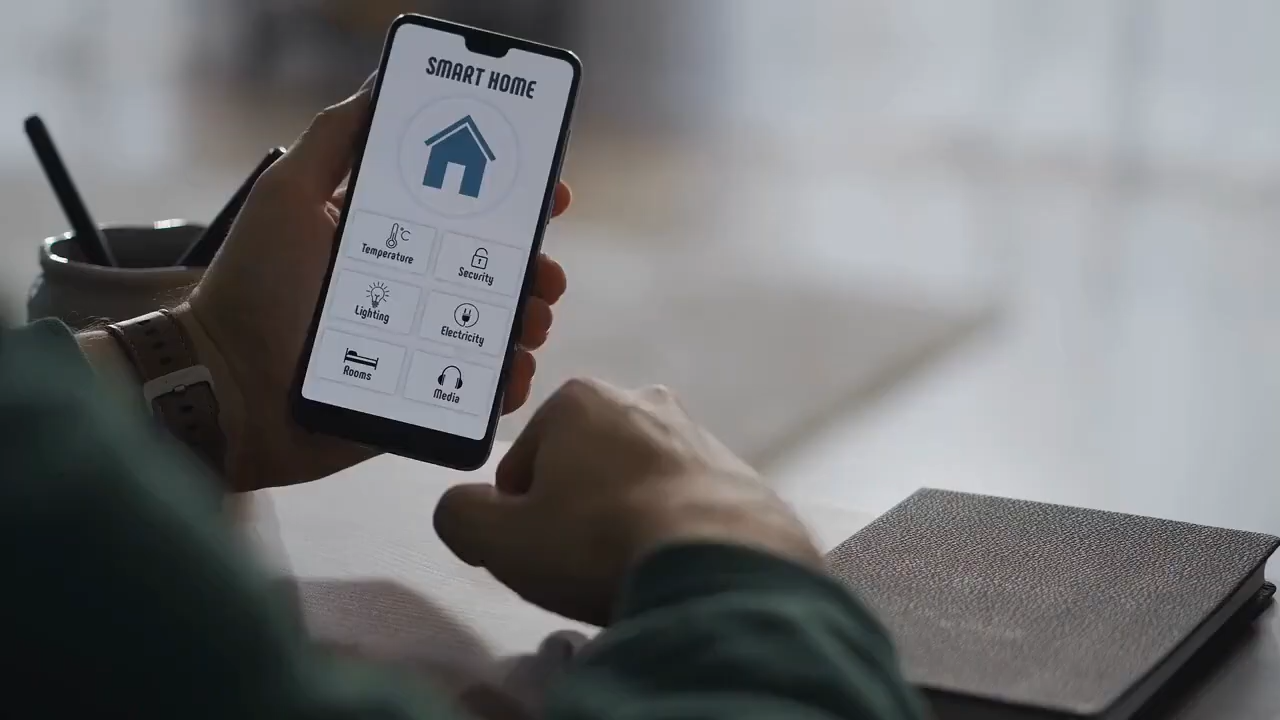 SMART HOME
°C
Temperature
Security
Lighting
Electricity
Rooms
Media